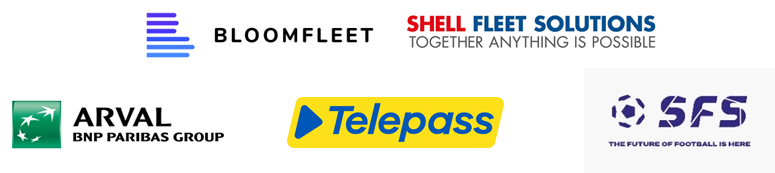 BLOOMFLEET
SHELL FLEET SOLUTIONS
TOGETHER ANYTHING IS POSSIBLE
ARVAL
BNP PARIBAS GROUP
Telepass
SFS
THE FUTURE OF FOOTBALL IS HERE